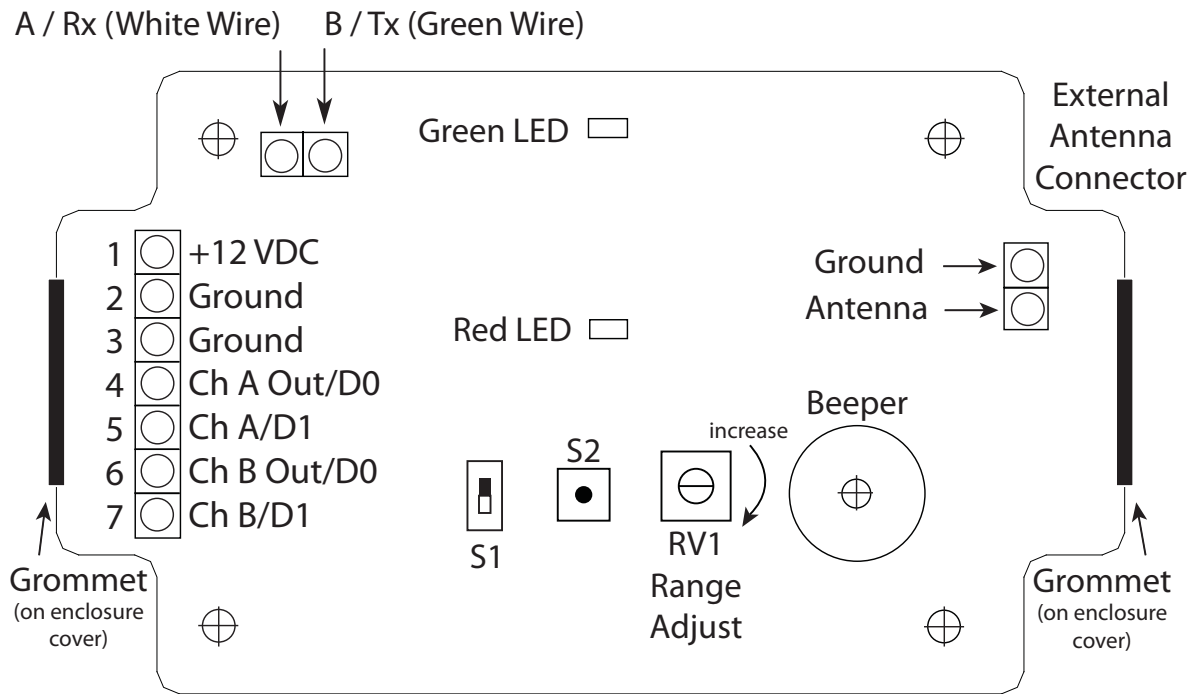 A / Rx (White Wire)
B / Tx (Green Wire)
Green LED
External
Antenna
Connector
1 +12 VDC
2 Ground
3 Ground
4 Ch A Out/D0
5 Ch A/D1
6 Ch B Out/D0
7 Ch B/D1
Ground
Antenna
Red LED
Beeper
increase
S2
S1
RV1
Range
Adjust
Grommet
(on enclosure
cover)
Grommet
(on enclosure
cover)